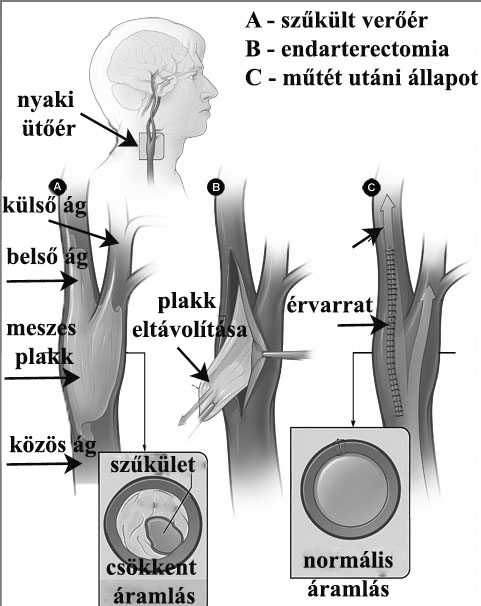 A - szűkült verőér
B - endarterectomia
C - műtét utáni állapot
nyaki
ütőér
A
B
C
külső ág
belső ág
meszes
plakk
közös ág
plakk
eltávolítása
érvarrat
szűkület
csökkent
áramlás
normális
áramlás